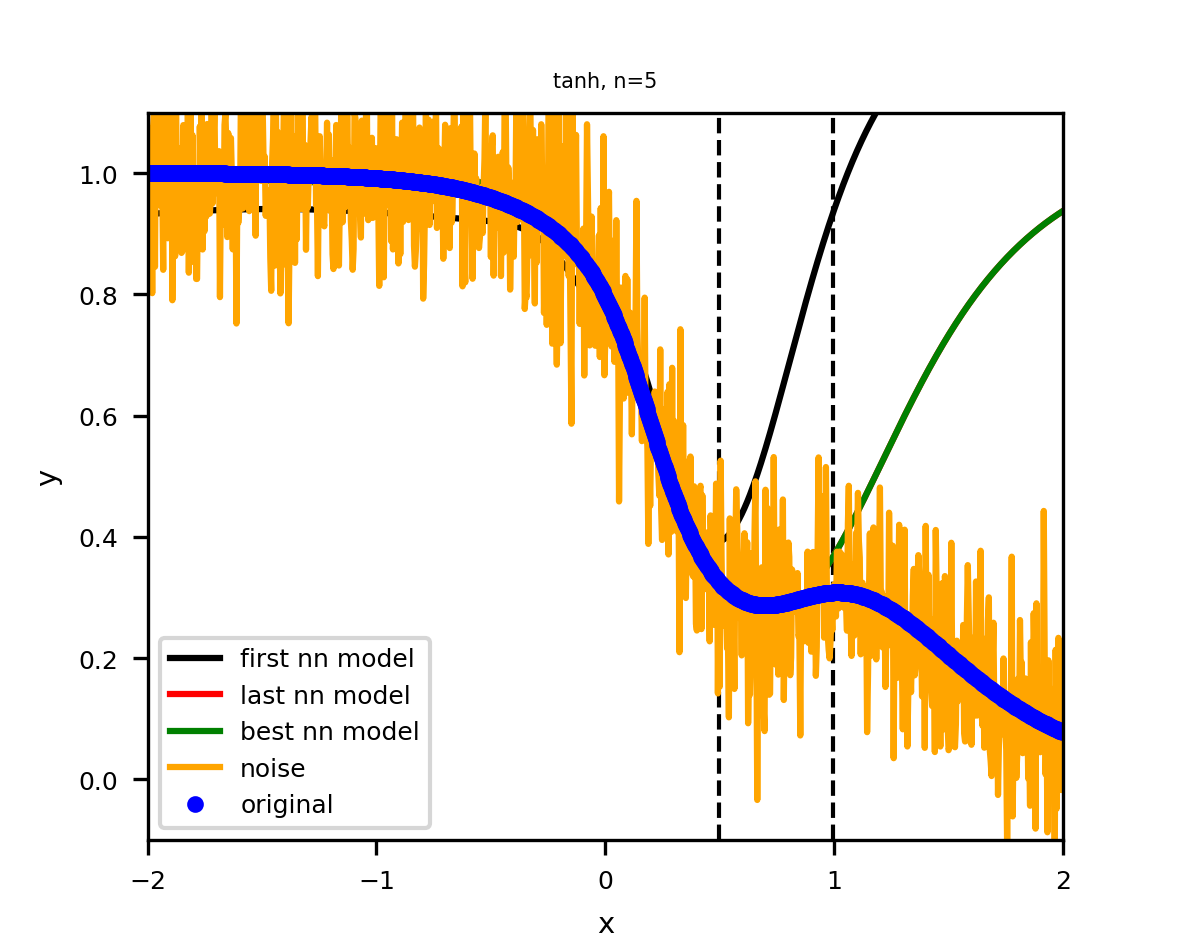 tanh, n=5
1.0
0.8
0.6
0.4
0.2
0.0
y
first nn model
last nn model
best nn model
noise
original
−2 −1 0 1 2
x